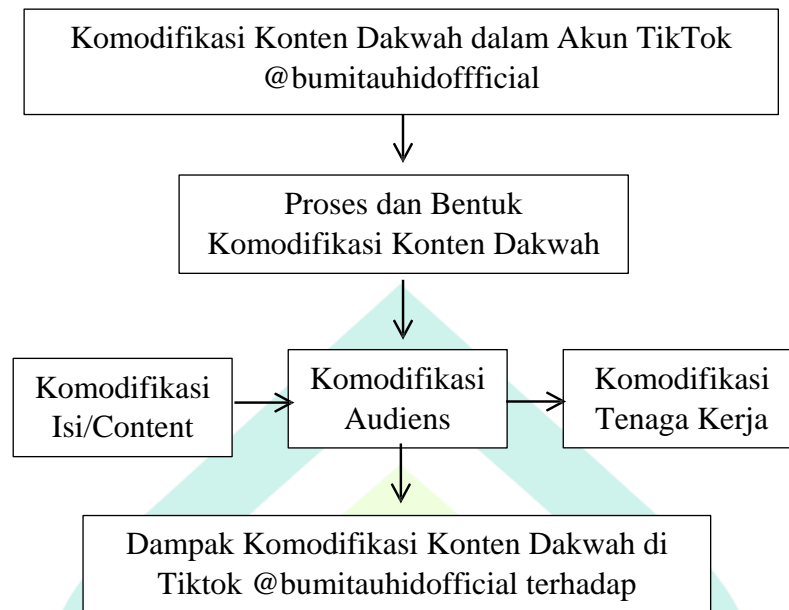 Komodifikasi Konten Dakwah dalam Akun TikTok
@bumitauhidoffficial
Proses dan Bentuk
Komodifikasi Konten Dakwah
Komodifikasi
Isi/Content
Komodifikasi
Audiens
Komodifikasi
Tenaga Kerja
Dampak Komodifikasi Konten Dakwah di
Tiktok @bumitauhidofficial terhadap